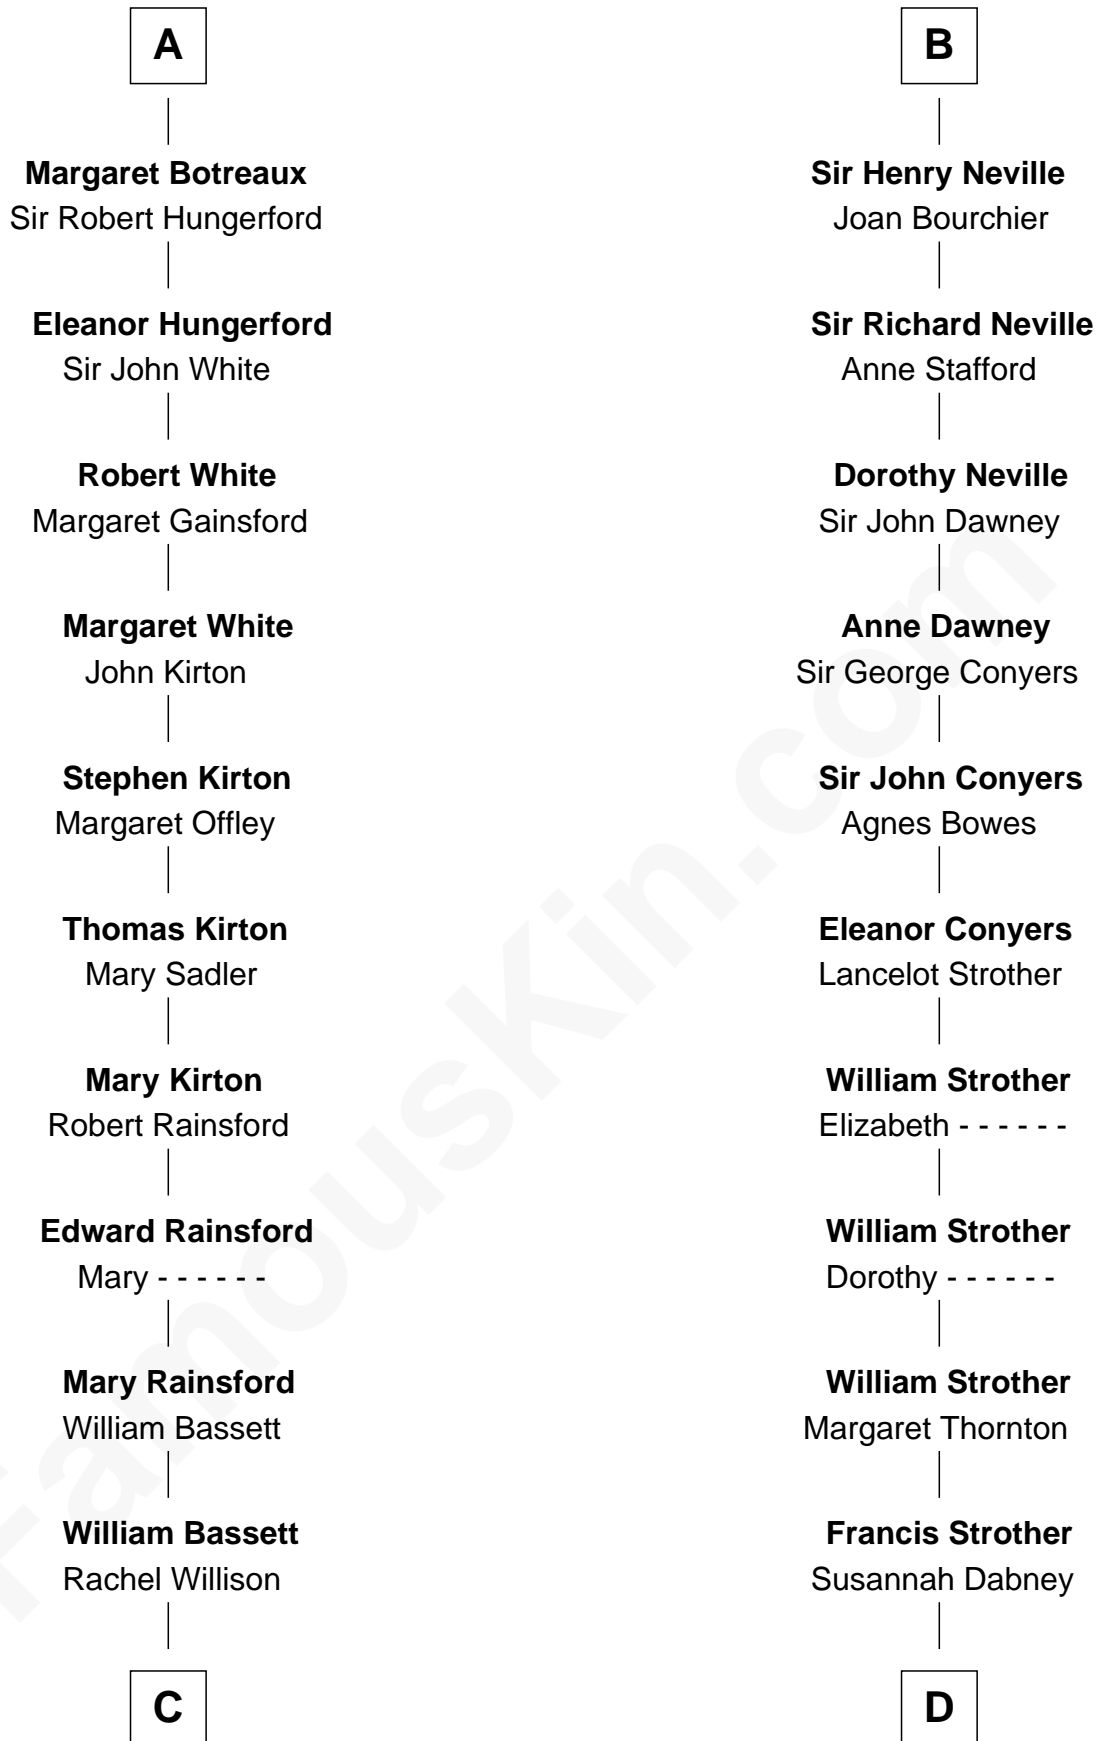 A
Margaret Botreaux
Sir Robert Hungerford
Eleanor Hungerford
Sir John White
Robert White
Margaret Gainsford
Margaret White
John Kirton
Stephen Kirton
Margaret Offley
Thomas Kirton
Mary Sadler
Mary Kirton
Robert Rainsford
Edward Rainsford
Mary - - - - - -
Mary Rainsford
William Bassett
William Bassett
Rachel Willison
C
B
Sir Henry Neville
Joan Bourchier
Sir Richard Neville
Anne Stafford
Dorothy Neville
Sir John Dawney
Anne Dawney
Sir George Conyers
Sir John Conyers
Agnes Bowes
Eleanor Conyers
Lancelot Strother
William Strother
Elizabeth - - - - - -
William Strother
Dorothy - - - - - -
William Strother
Margaret Thornton
Francis Strother
Susannah Dabney
D
FamousKin.com